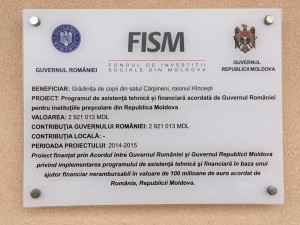 FISM
FONDUL DE INVESTIȚII
SOCIALE DIN MOLDOVA
GUVERNUL ROMÂNIEI
GUVERNUL
REPUBLICII MOLDOVA
BENEFICIAR: Grădinița de copii din satul Cărpineni, raionul Hîncești
PROIECT: Programul de asistență tehnică și financiară acordată de Guvernul României
pentru instituțiile preșcolare din Republica Moldova
VALOAREA: 2 921 013 MDL
CONTRIBUȚIA GUVERNULUI ROMÂNIEI: 2 921 013 MDL
CONTRIBUȚIA LOCALĂ: -
PERIOADA PROIECTULUI: 2014-2015
Proiect finanțat prin Acordul între Guvernul României și Guvernul Republicii Moldova
privind implementarea programului de asistență tehnică și financiară în baza unui
ajutor financiar nerambursabil în valoare de 100 milioane de euro acordat de
România, Republicii Moldova.